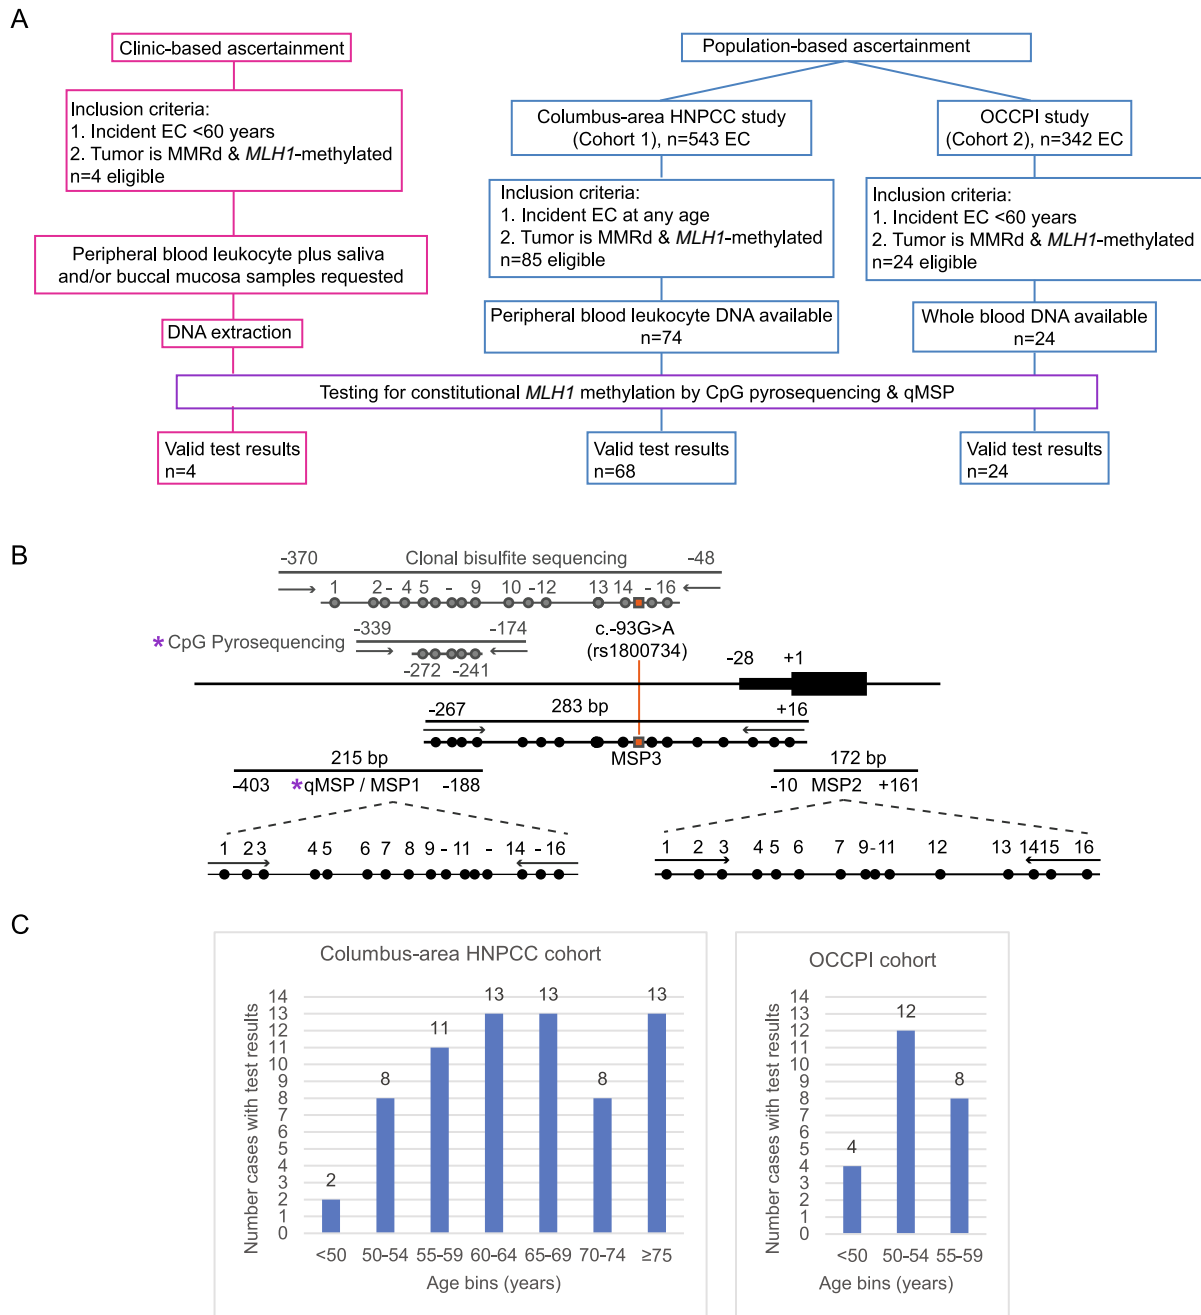 A
Clinic-based ascertainment
Population-based ascertainment
Inclusion criteria:
1. Incident EC <60 years
2. Tumor is MMRd & MLH1-methylated
n=4 eligible
Columbus-area HNPCC study
(Cohort 1), n=543 EC
OCCPI study
(Cohort 2), n=342 EC
Inclusion criteria:
1. Incident EC at any age
2. Tumor is MMRd & MLH1-methylated
n=85 eligible
Inclusion criteria:
1. Incident EC <60 years
2. Tumor is MMRd & MLH1-methylated
n=24 eligible
Peripheral blood leukocyte plus saliva
and/or buccal mucosa samples requested
DNA extraction
Peripheral blood leukocyte DNA available
n=74
Whole blood DNA available
n=24
Testing for constitutional MLH1 methylation by CpG pyrosequencing & qMSP
Valid test results
n=4
Valid test results
n=68
Valid test results
n=24
B
-370 Clonal bisulfite sequencing -48
1 2 - 4 5 - 9 10 -12 13 14 - 16
-339 -174
* CpG Pyrosequencing
-272 -241
c.-93G>A
(rs1800734)
-28 +1
-267 283 bp +16
MSP3
215 bp
-403 *qMSP / MSP1 -188
172 bp
-10 MSP2 +161
1 2 3 4 5 6 7 8 9 - 11 - 14 - 16
1 2 3 4 5 6 7 9 - 11 12 13 14 15 16
C
Columbus-area HNPCC cohort
Number cases with test results
14
13
12
11
10
9
8
7
6
5
4
3
2
1
0
2 8 11 13 13 8 13
<50 50-54 55-59 60-64 65-69 70-74 ≥75
Age bins (years)
OCCPI cohort
Number cases with test results
14
13
12
11
10
9
8
7
6
5
4
3
2
1
0
4 12 8
<50 50-54 55-59
Age bins (years)